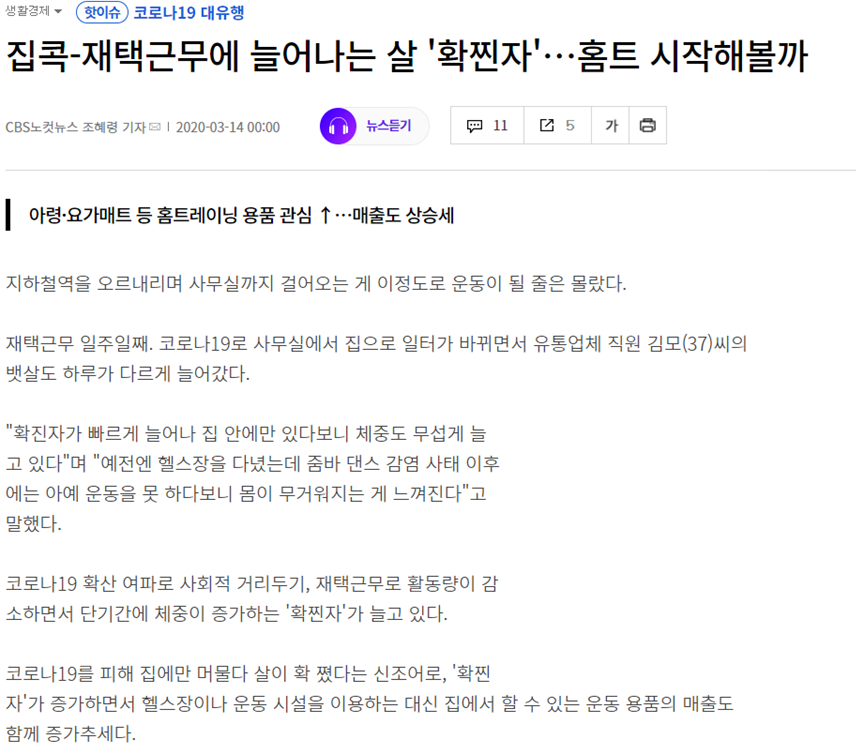 생활경제
핫이슈 코로나19 대유행
집콕-재택근무에 늘어나는 살 '확찐자'…홈트 시작해볼까
CBS노컷뉴스 조혜령 기자 2020-03-14 00:00
뉴스듣기
11
5
가
아령·요가매트 등 홈트레이닝 용품 관심 ↑…매출도 상승세
지하철역을 오르내리며 사무실까지 걸어오는 게 이정도로 운동이 될 줄은 몰랐다.
재택근무 일주일째. 코로나19로 사무실에서 집으로 일터가 바뀌면서 유통업체 직원 김모(37)씨의
뱃살도 하루가 다르게 늘어갔다.
"확진자가 빠르게 늘어나 집 안에만 있다보니 체중도 무섭게 늘
고 있다"며 "예전엔 헬스장을 다녔는데 줌바 댄스 감염 사태 이후
에는 아예 운동을 못 하다보니 몸이 무거워지는 게 느껴진다"고
말했다.
코로나19 확산 여파로 사회적 거리두기, 재택근무로 활동량이 감
소하면서 단기간에 체중이 증가하는 '확찐자'가 늘고 있다.
코로나19를 피해 집에만 머물다 살이 확 쪘다는 신조어로, '확찐
자'가 증가하면서 헬스장이나 운동 시설을 이용하는 대신 집에서 할 수 있는 운동 용품의 매출도
함께 증가추세다.